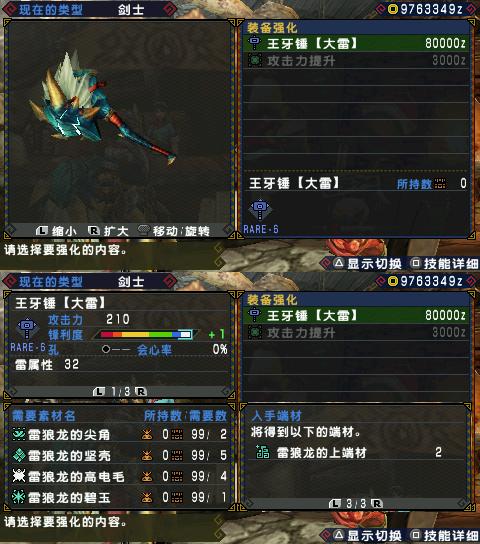 现在的类型 剑士
9763349z
装备强化
王牙锤【大雷】 80000z
攻击力提升 3000z
王牙锤【大雷】 所持数 0
RARE-6
L 缩小 R 扩大 移动/旋转
请选择要强化的内容。
△显示切换 □技能详细
现在的类型 剑士
9763349z
王牙锤【大雷】
攻击力 210
锋利度 +1
RARE-6 孔 ●-- 会心率 0%
雷属性 32
L 1/3 R
装备强化
王牙锤【大雷】 80000z
攻击力提升 3000z
需要素材名 所持数/需要数
雷狼龙的尖角 0 99/ 2
雷狼龙的坚壳 0 99/ 5
雷狼龙的高电毛 0 99/ 4
雷狼龙的碧玉 0 99/ 1
入手端材
将得到以下的端材。
雷狼龙的上端材 2
L 3/3 R
请选择要强化的内容。
△显示切换 □技能详细